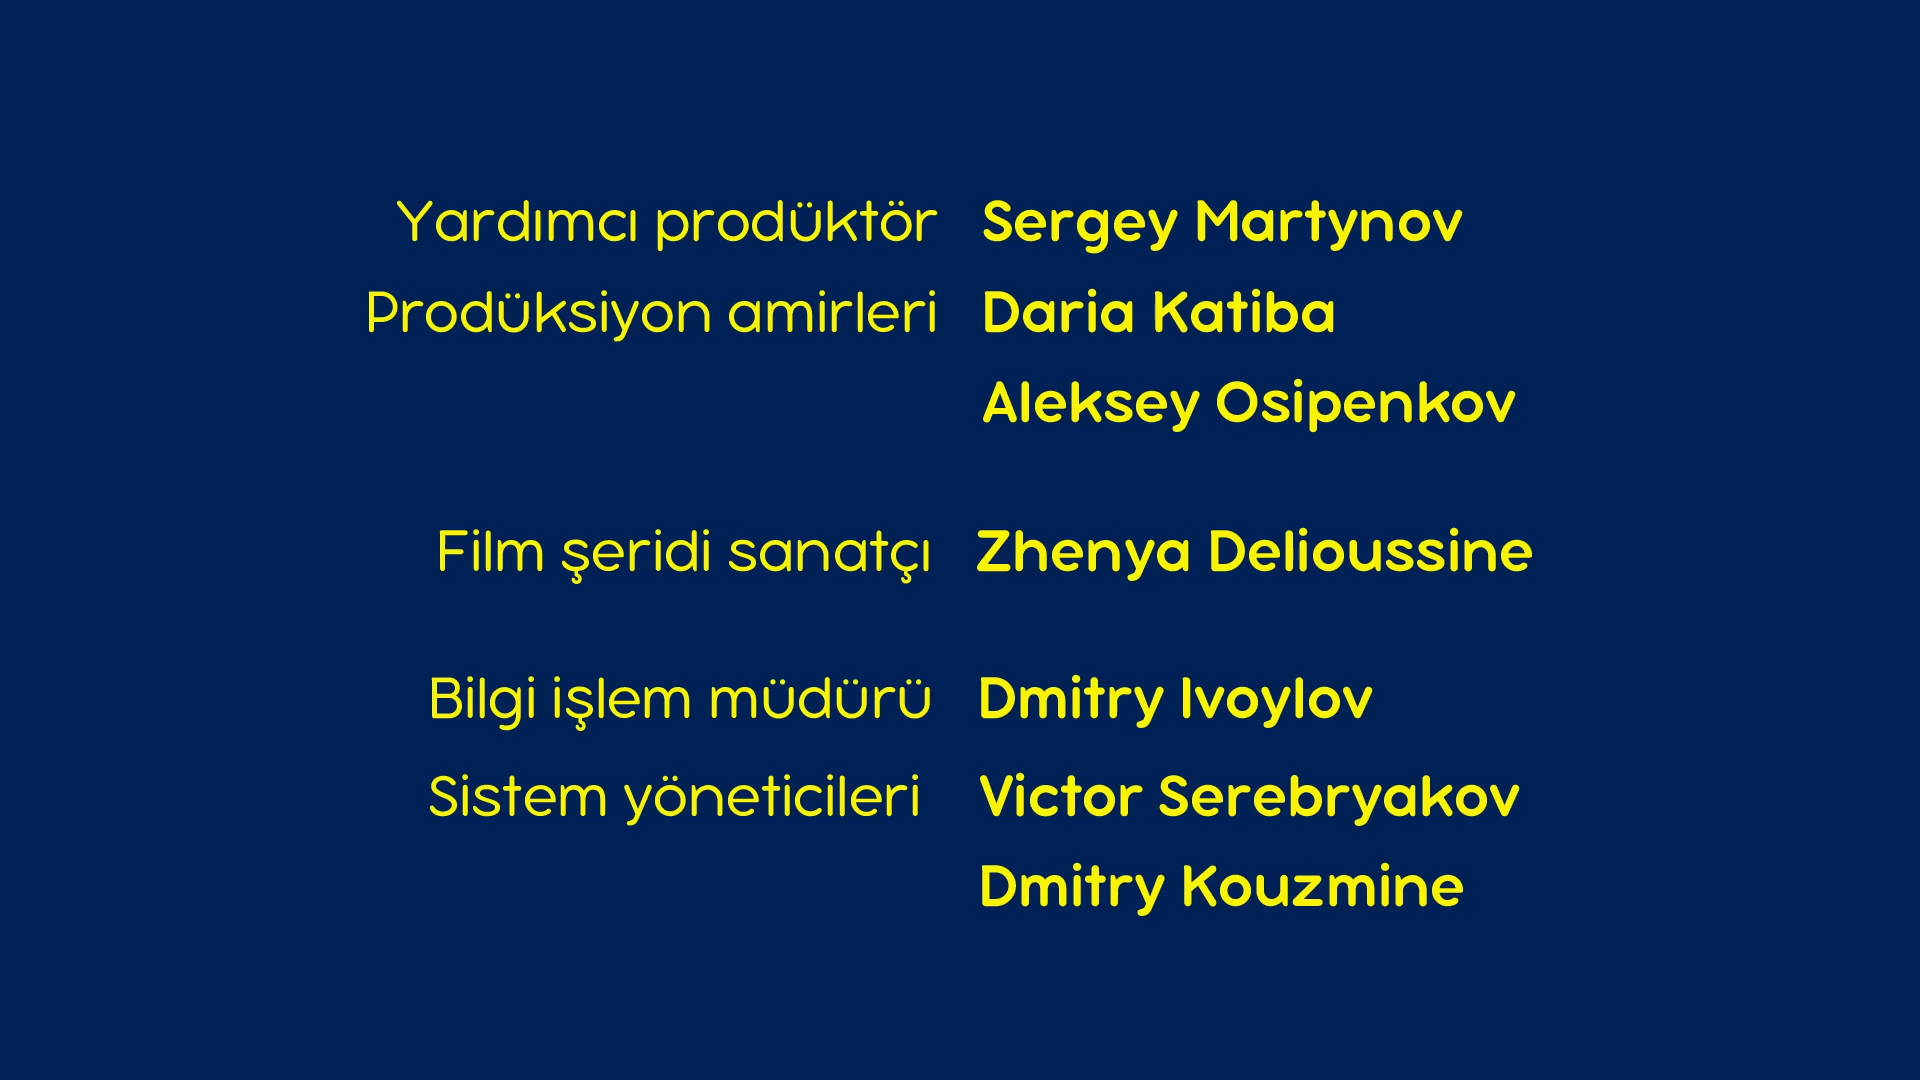 Yardımcı prodüktör Sergey Martynov
Prodüksiyon amirleri Daria Katiba
Aleksey Osipenkov
Film şeridi sanatçı Zhenya Delioussine
Bilgi işlem müdürü Dmitry Ivoylov
Sistem yöneticileri Victor Serebryakov
Dmitry Kouzmine